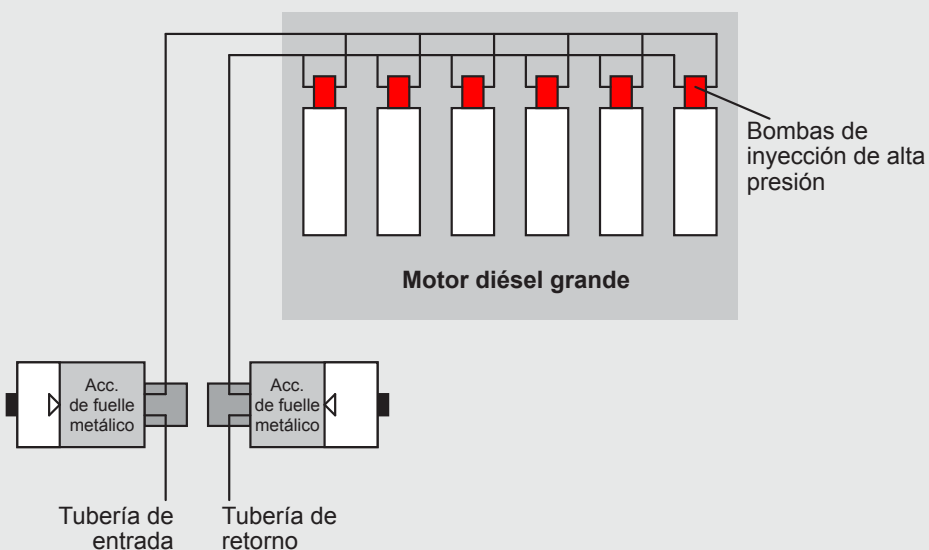 Bombas de
inyección de alta
presión
Motor diésel grande
Acc.
de fuelle
metálico
Acc.
de fuelle
metálico
Tubería de
entrada
Tubería de
retorno